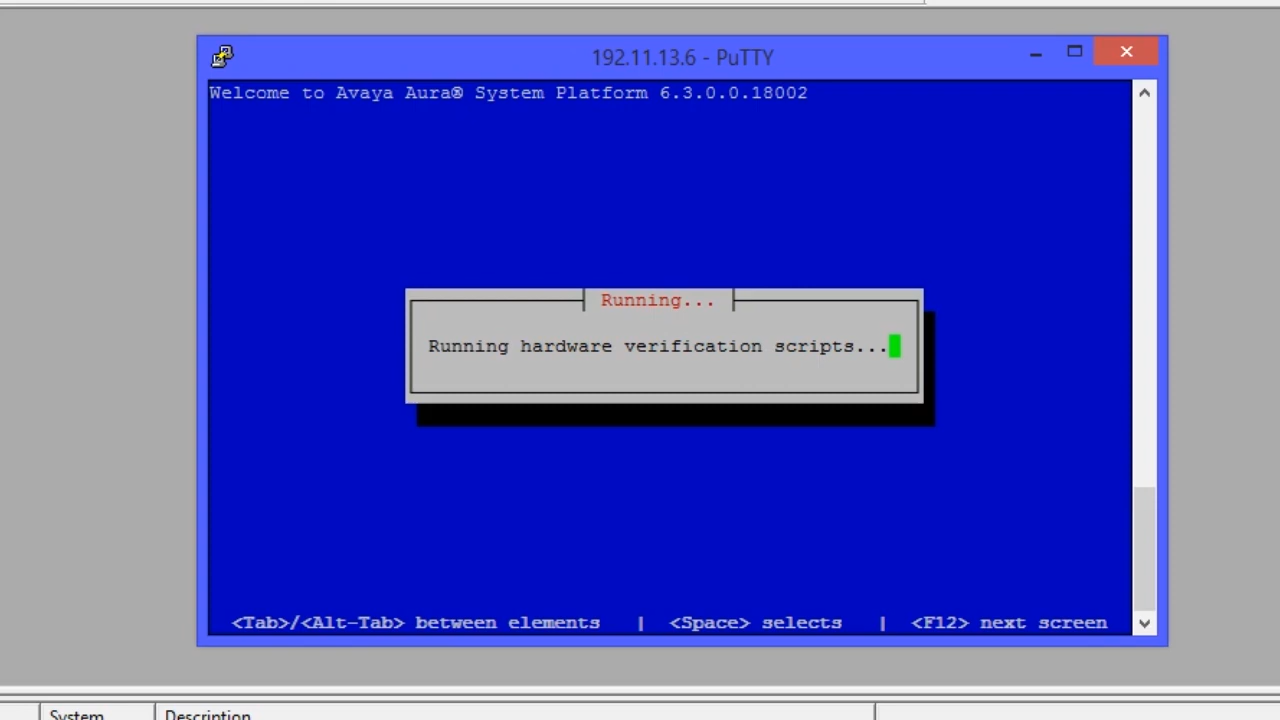 192.11.13.6 - PuTTY
Welcome to Avaya Aura® System Platform 6.3.0.0.18002
Running...
Running hardware verification scripts...
<Tab>/<Alt-Tab> between elements | <Space> selects | <F12> next screen
System Description